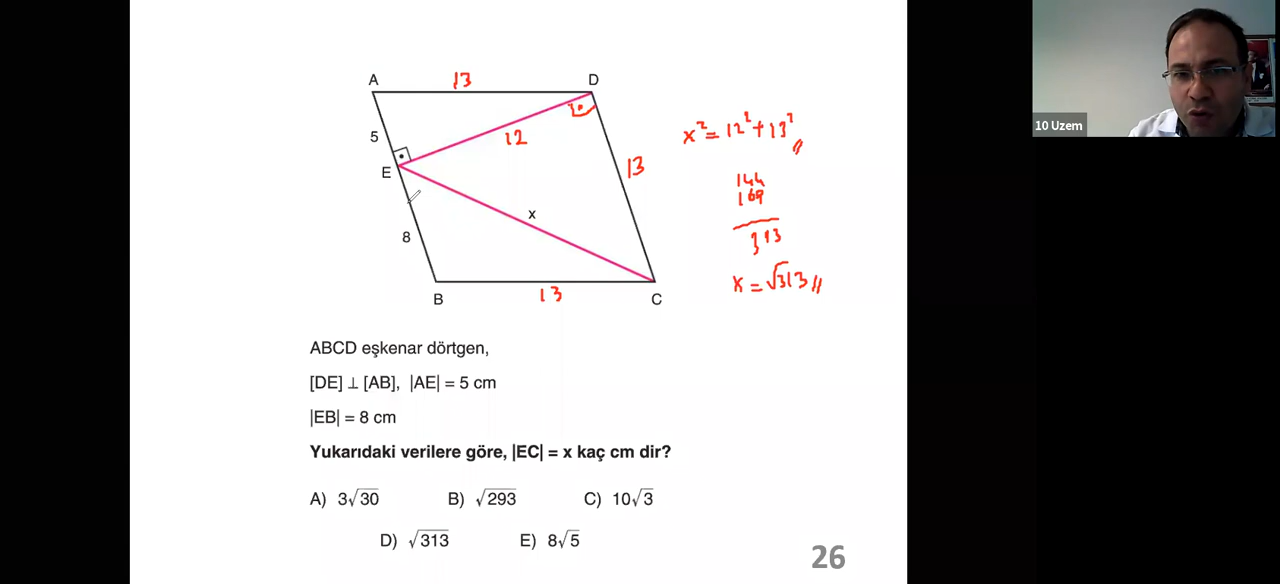 A
13
D
5
12
E
13
x
8
B
13
C
x² = 12² + 13²
144
169
313
x = √313
ABCD eşkenar dörtgen,
[DE] ⊥ [AB], |AE| = 5 cm
|EB| = 8 cm
Yukarıdaki verilere göre, |EC| = x kaç cm dir?
A) 3√30 B) √293 C) 10√3
D) √313 E) 8√5
26
10 Uzem